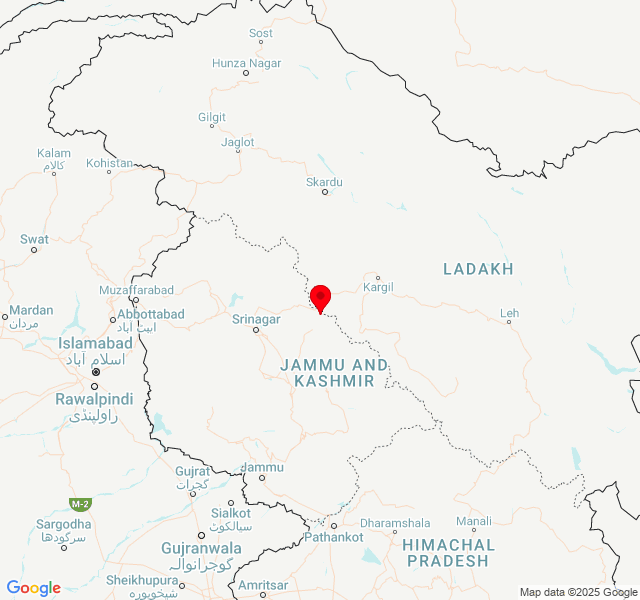 Sost
Hunza Nagar
Gilgit
Jaglot
Kalam
كالام
Kohistan
Skardu
Swat
LADAKH
Muzaffarabad
Kargil
Mardan
مردان
Abbottabad
ایبٹ آباد
Srinagar
Leh
Islamabad
اسلام آباد
JAMMU AND
KASHMIR
Rawalpindi
راولپنڈی
Gujrat
گجرات
Jammu
M-2
Sialkot
سیالکوٹ
Sargodha
سرگودھا
Dharamshala
Manali
Pathankot
Gujranwala
گوجرانوالہ
HIMACHAL
PRADESH
Sheikhupura
شیخوپورہ
Amritsar
Google
Map data ©2025 Google